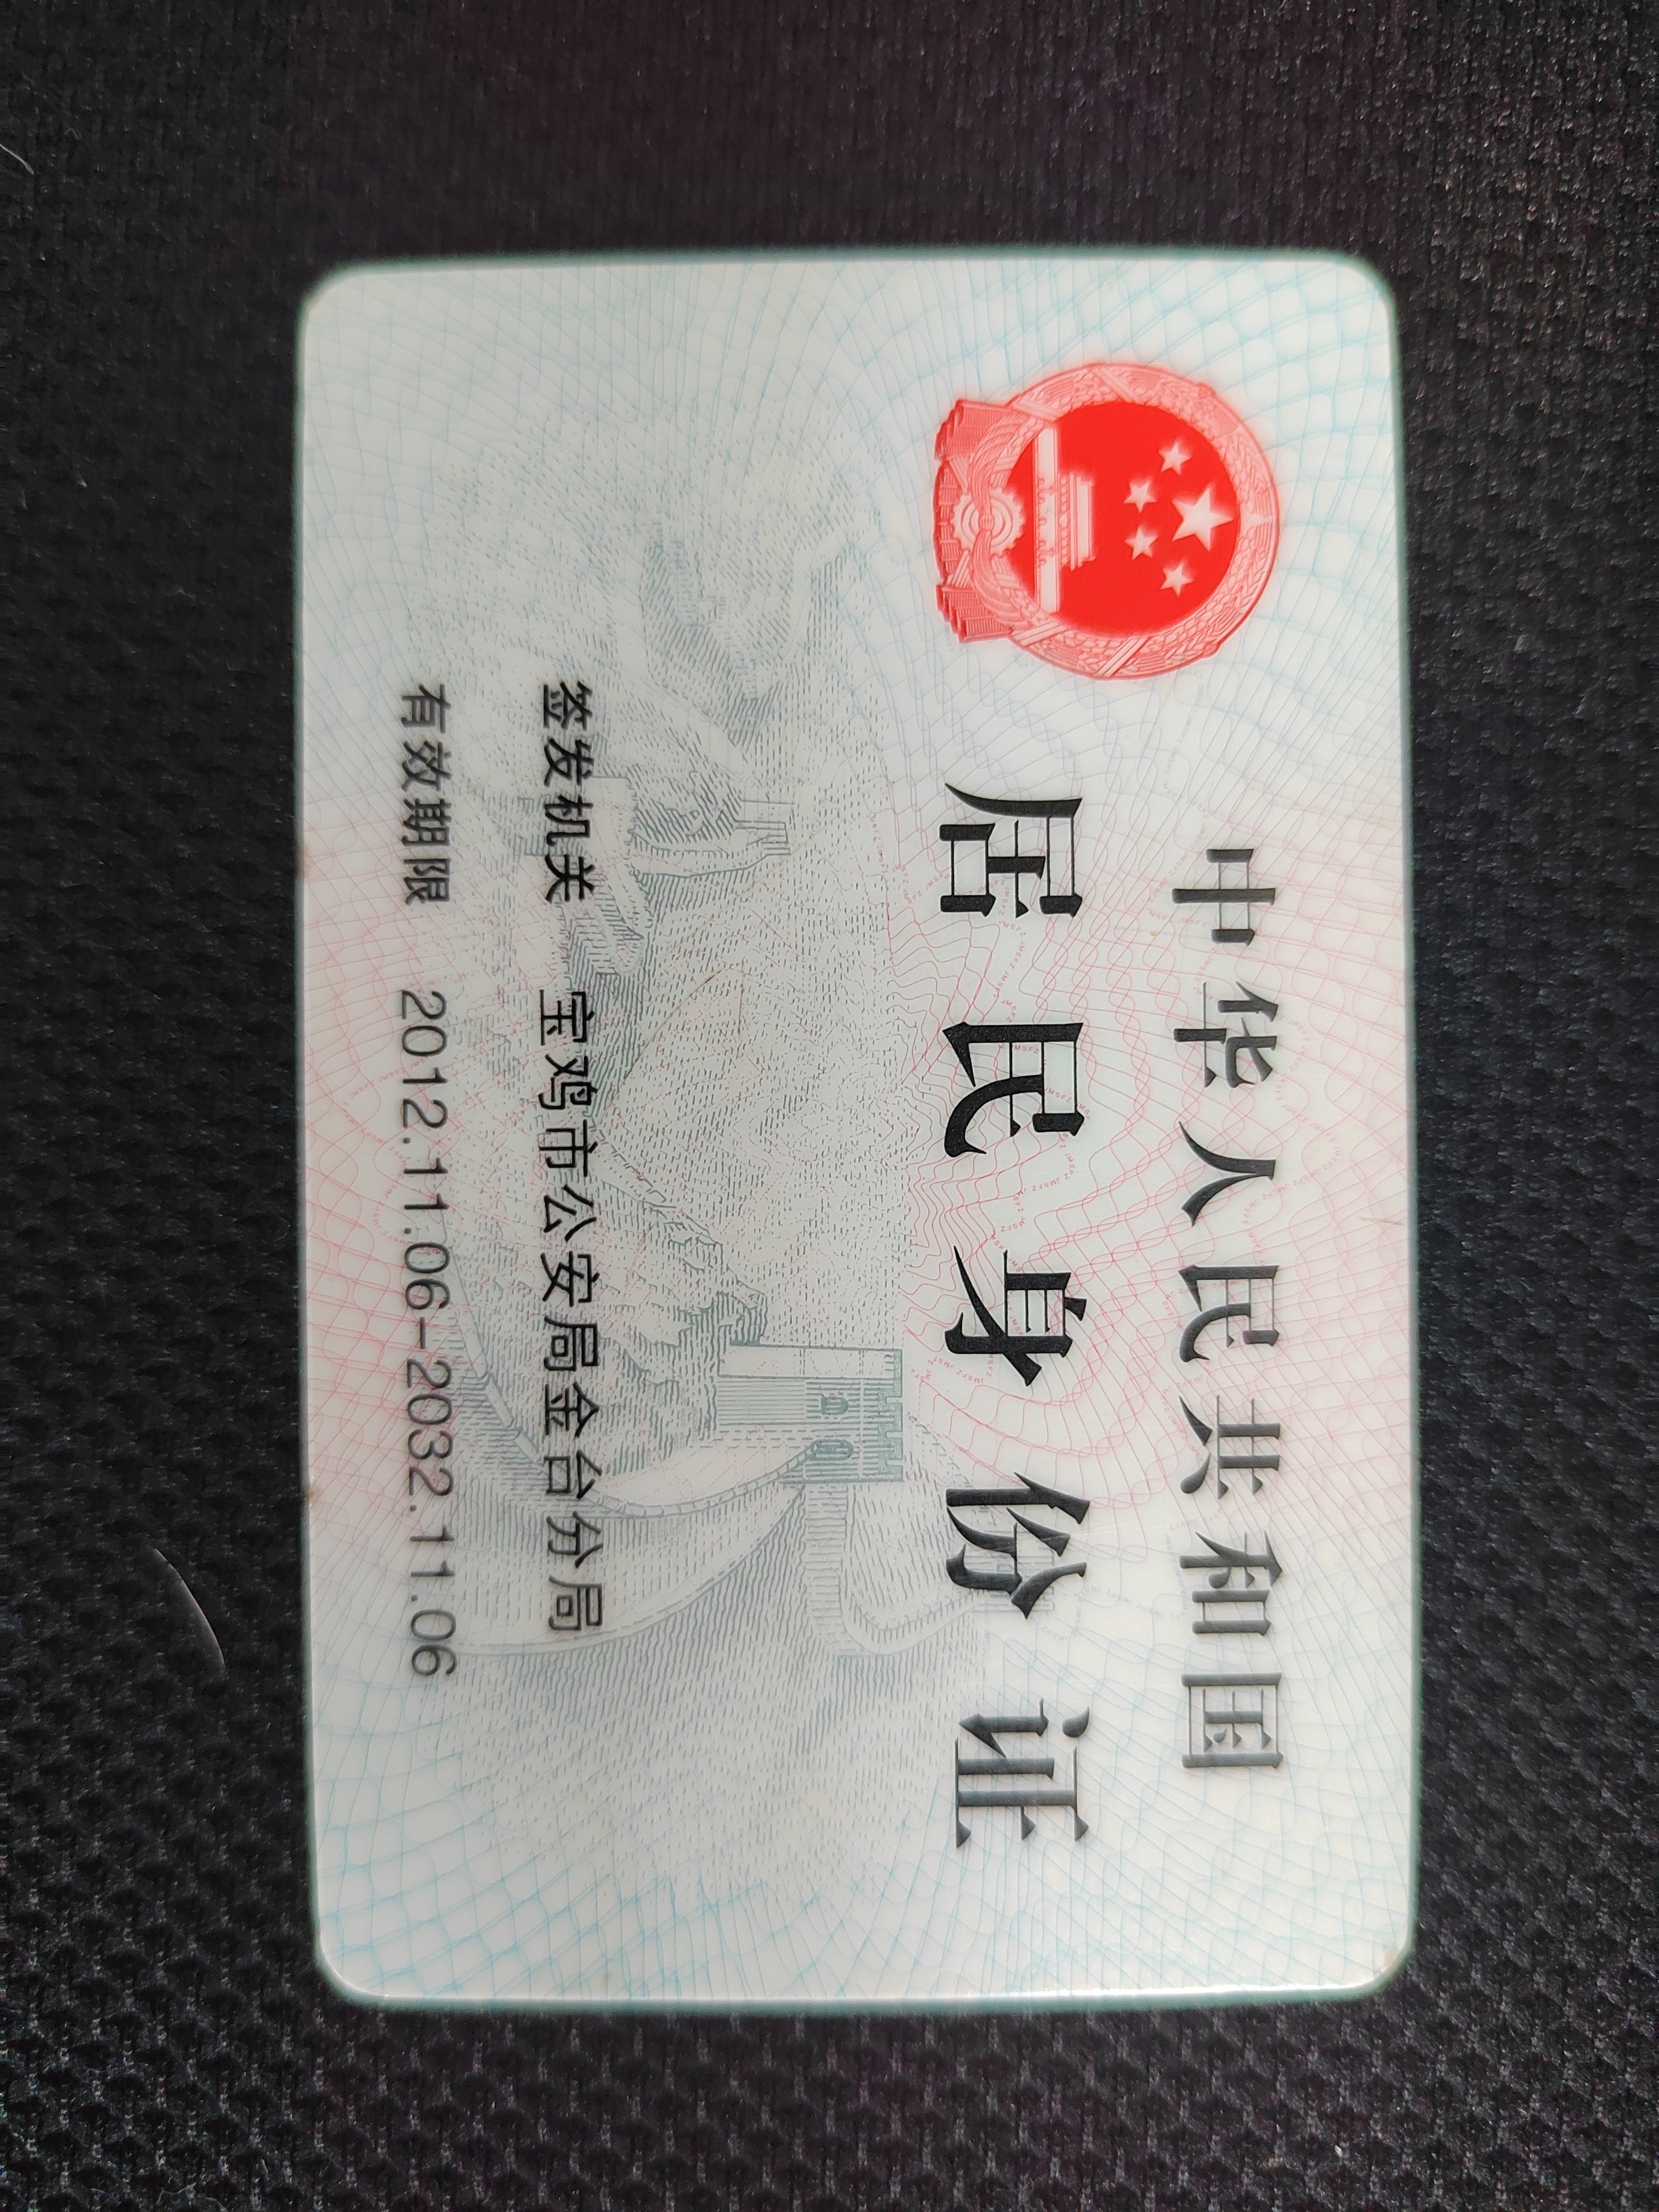 中华人民共和国
居民身份证
签发机关 宝鸡市公安局金台分局
有效期限 2012.11.06-2032.11.06